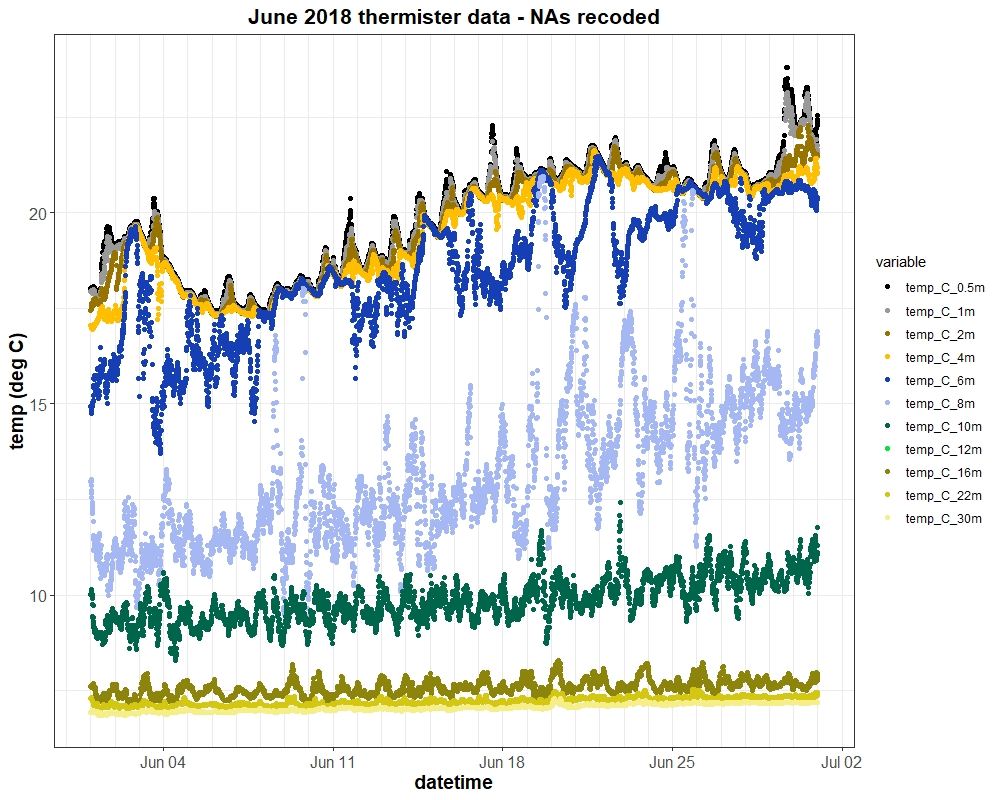 June 2018 thermister data - NAs recoded
temp (deg C)
20
15
10
Jun 04
Jun 11
Jun 18
Jun 25
Jul 02
datetime
variable
temp_C_0.5m
temp_C_1m
temp_C_2m
temp_C_4m
temp_C_6m
temp_C_8m
temp_C_10m
temp_C_12m
temp_C_16m
temp_C_22m
temp_C_30m